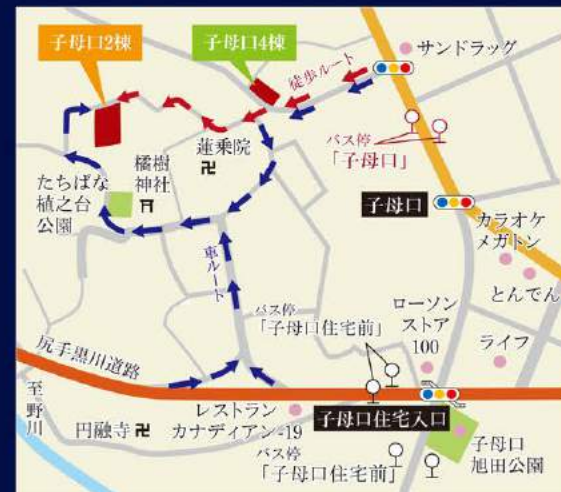 子母口2棟
子母口4棟
サンドラッグ
徒歩ルート
バス停
「子母口」
蓮乗院
卍
橘樹
神社
たちばな
植之台
公園
子母口
カラオケ
メガトン
とんでん
車ルート
バス停
「子母口住宅前」
ローソン
ストア
100
ライフ
尻手黒川道路
至野川
レストラン
カナディアン-19
子母口住宅入口
円融寺卍
バス停
「子母口住宅前」
子母口
旭田公園